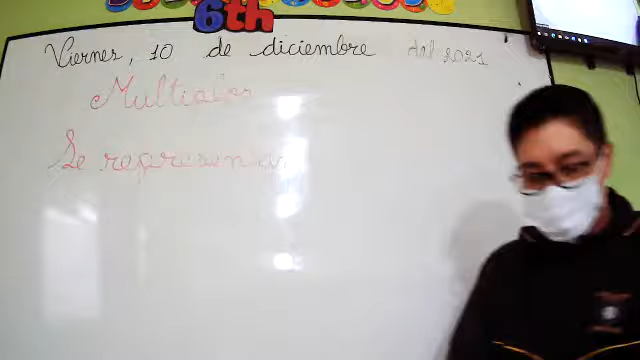 6th
Viernes, 10 de diciembre del 2021
Multiplos
Se representan